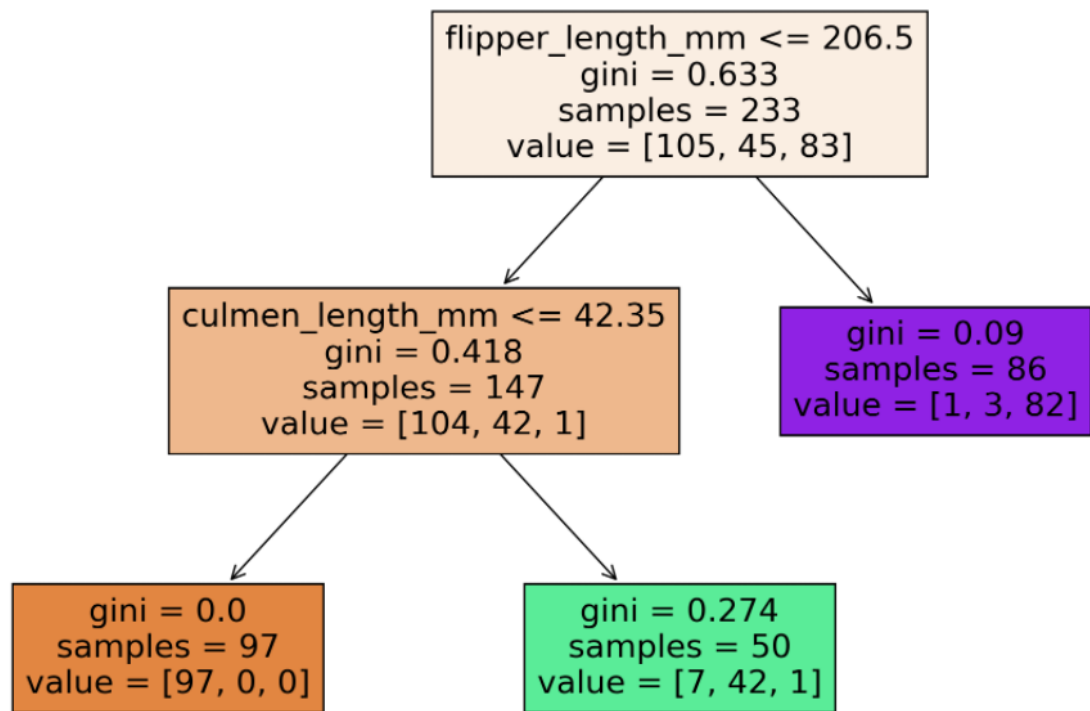 flipper_length_mm <= 206.5
gini = 0.633
samples = 233
value = [105, 45, 83]
culmen_length_mm <= 42.35
gini = 0.418
samples = 147
value = [104, 42, 1]
gini = 0.09
samples = 86
value = [1, 3, 82]
gini = 0.0
samples = 97
value = [97, 0, 0]
gini = 0.274
samples = 50
value = [7, 42, 1]